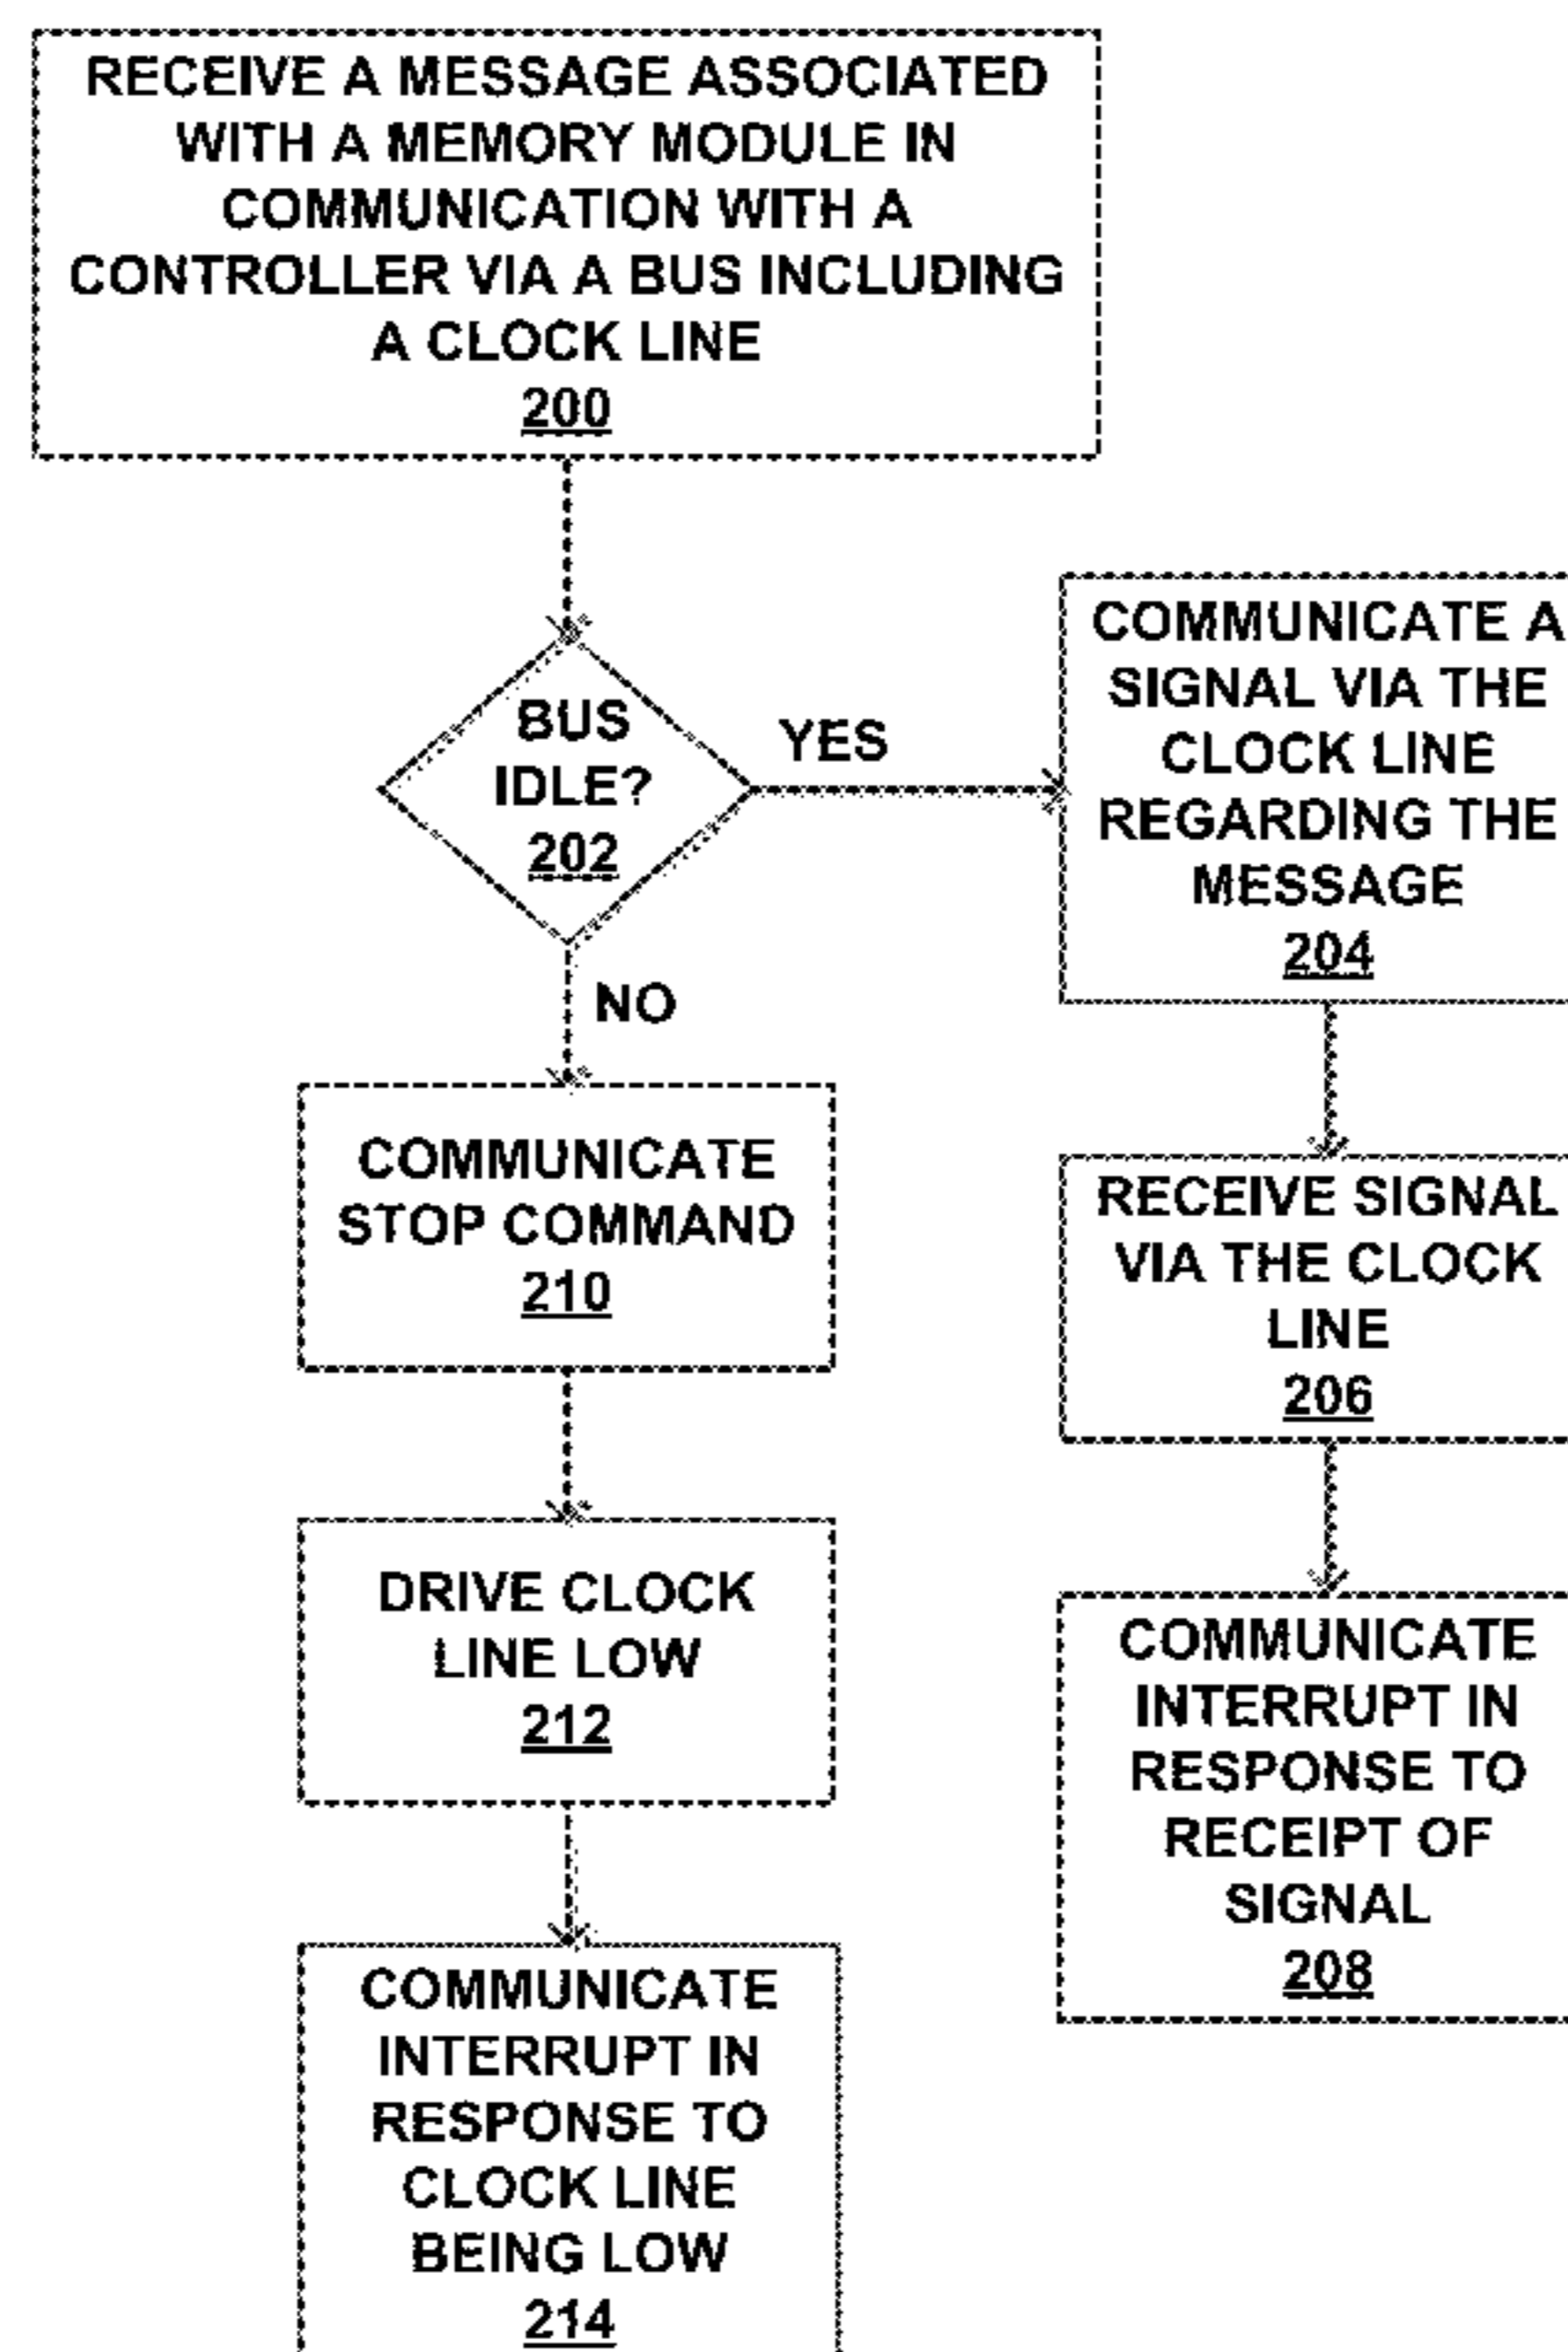 RECEIVE A MESSAGE ASSOCIATED
WITH A MEMORY MODULE IN
COMMUNICATION WITH A
CONTROLLER VIA A BUS INCLUDING
A CLOCK LINE
200
BUS
IDLE?
202
YES
COMMUNICATE A
SIGNAL VIA THE
CLOCK LINE
REGARDING THE
MESSAGE
204
NO
RECEIVE SIGNAL
VIA THE CLOCK
LINE
206
COMMUNICATE
INTERRUPT IN
RESPONSE TO
RECEIPT OF
SIGNAL
208
COMMUNICATE
STOP COMMAND
210
DRIVE CLOCK
LINE LOW
212
COMMUNICATE
INTERRUPT IN
RESPONSE TO
CLOCK LINE
BEING LOW
214